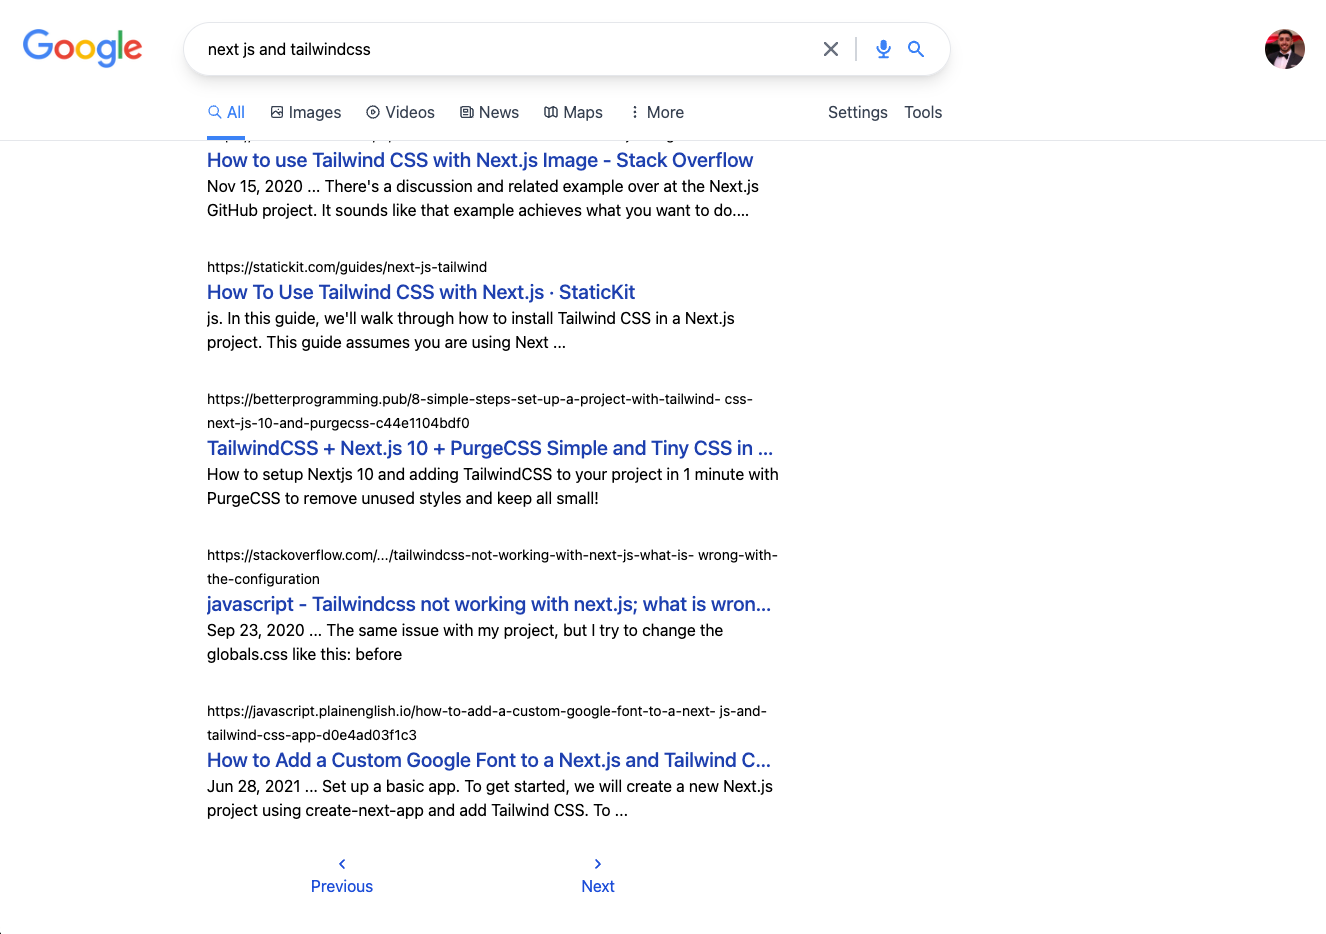 Google
next js and tailwindcss
All Images Videos News Maps More Settings Tools
How to use Tailwind CSS with Next.js Image - Stack Overflow
Nov 15, 2020 ... There's a discussion and related example over at the Next.js
GitHub project. It sounds like that example achieves what you want to do....
https://statickit.com/guides/next-js-tailwind
How To Use Tailwind CSS with Next.js · StaticKit
js. In this guide, we'll walk through how to install Tailwind CSS in a Next.js
project. This guide assumes you are using Next ...
https://betterprogramming.pub/8-simple-steps-set-up-a-project-with-tailwind- css-
next-js-10-and-purgecss-c44e1104bdf0
TailwindCSS + Next.js 10 + PurgeCSS Simple and Tiny CSS in ...
How to setup Nextjs 10 and adding TailwindCSS to your project in 1 minute with
PurgeCSS to remove unused styles and keep all small!
https://stackoverflow.com/.../tailwindcss-not-working-with-next-js-what-is- wrong-with-
the-configuration
javascript - Tailwindcss not working with next.js; what is wron...
Sep 23, 2020 ... The same issue with my project, but I try to change the
globals.css like this: before
https://javascript.plainenglish.io/how-to-add-a-custom-google-font-to-a-next- js-and-
tailwind-css-app-d0e4ad03f1c3
How to Add a Custom Google Font to a Next.js and Tailwind C...
Jun 28, 2021 ... Set up a basic app. To get started, we will create a new Next.js
project using create-next-app and add Tailwind CSS. To ...
Previous Next